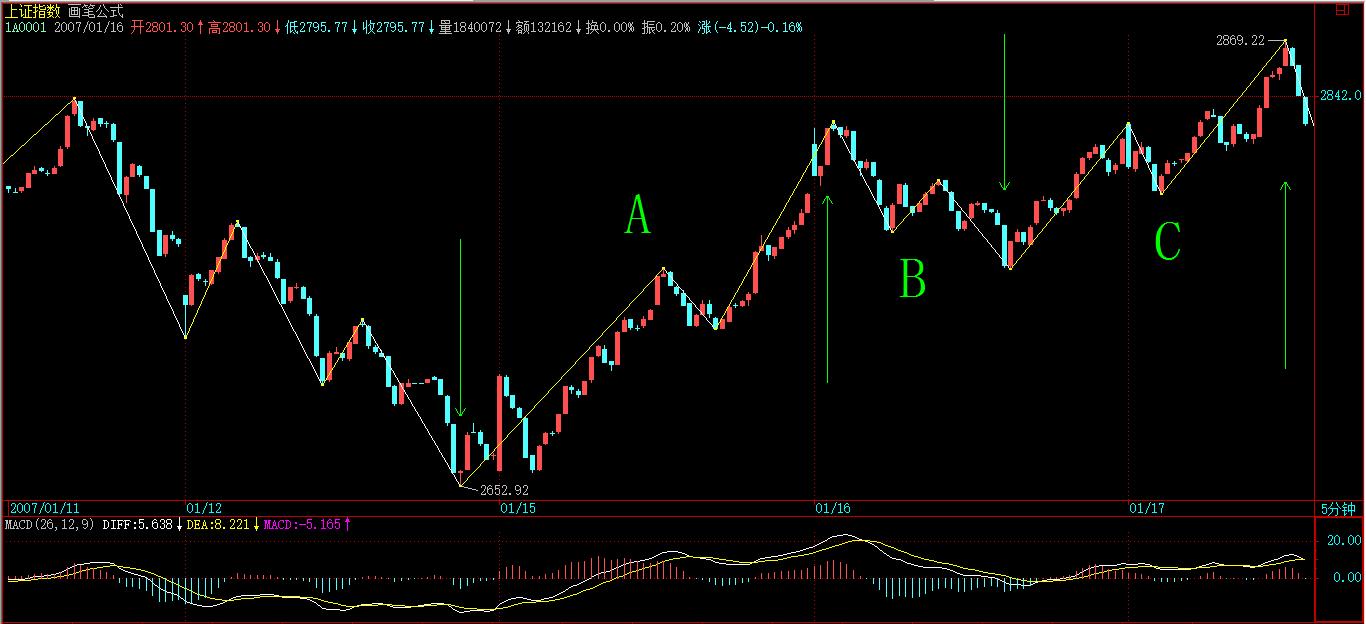 上证指数 画笔公式
1A0001 2007/01/16 开2801.30↑高2801.30↓低2795.77↓收2795.77↓量1840072↓额132162↓换0.00% 振0.20% 涨(-4.52)-0.16%
2869.22
2842.0
A
B
C
2652.92
2007/01/11 01/12 01/15 01/16 01/17 5分钟
MACD(26,12,9) DIFF:5.638↓DEA:8.221↓MACD:-5.165↑
20.00
0.00